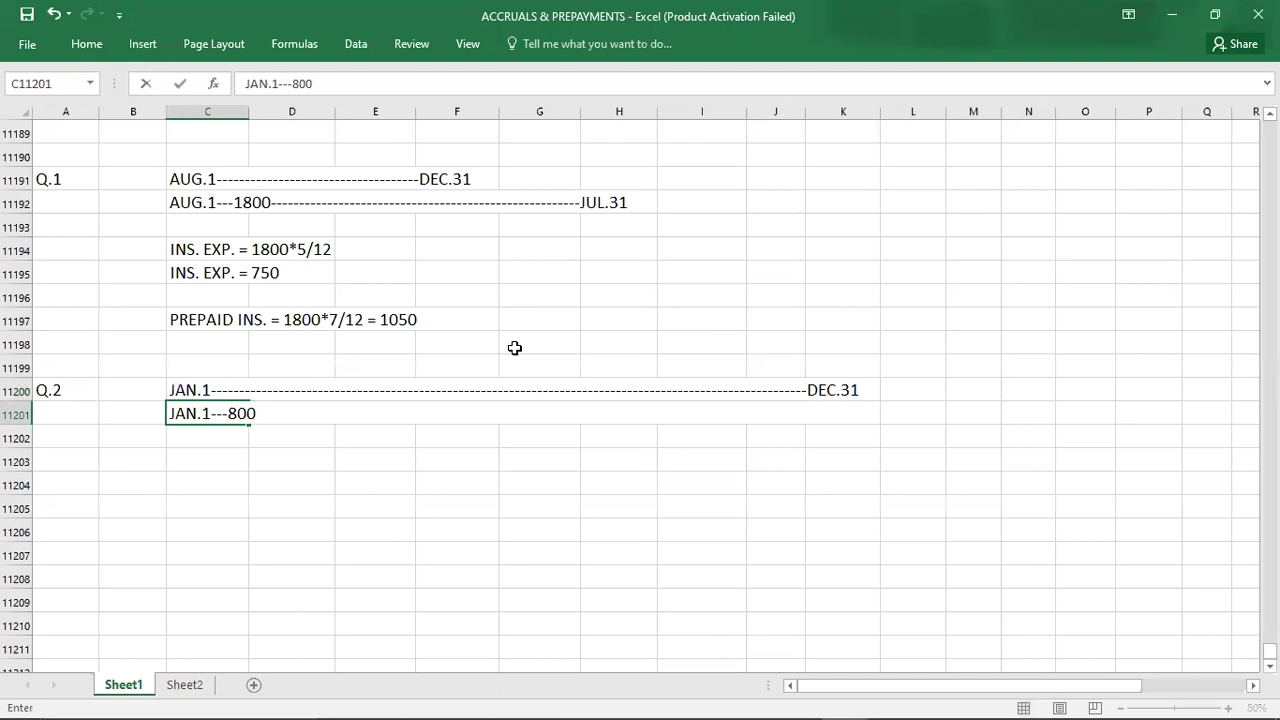 ACCRUALS & PREPAYMENTS - Excel (Product Activation Failed)
File Home Insert Page Layout Formulas Data Review View Tell me what you want to do... Share
C11201 fx JAN.1---800
A B C D E F G H I J K L M N O P Q R
11189
11190
11191 Q.1 AUG.1------------------------------------DEC.31
11192 AUG.1---1800-------------------------------------------------------JUL.31
11193
11194 INS. EXP. = 1800*5/12
11195 INS. EXP. = 750
11196
11197 PREPAID INS. = 1800*7/12 = 1050
11198
11199
11200 Q.2 JAN.1----------------------------------------------------------------------------------------------------------DEC.31
11201 JAN.1---800
11202
11203
11204
11205
11206
11207
11208
11209
11210
11211
Sheet1 Sheet2
Enter 80%